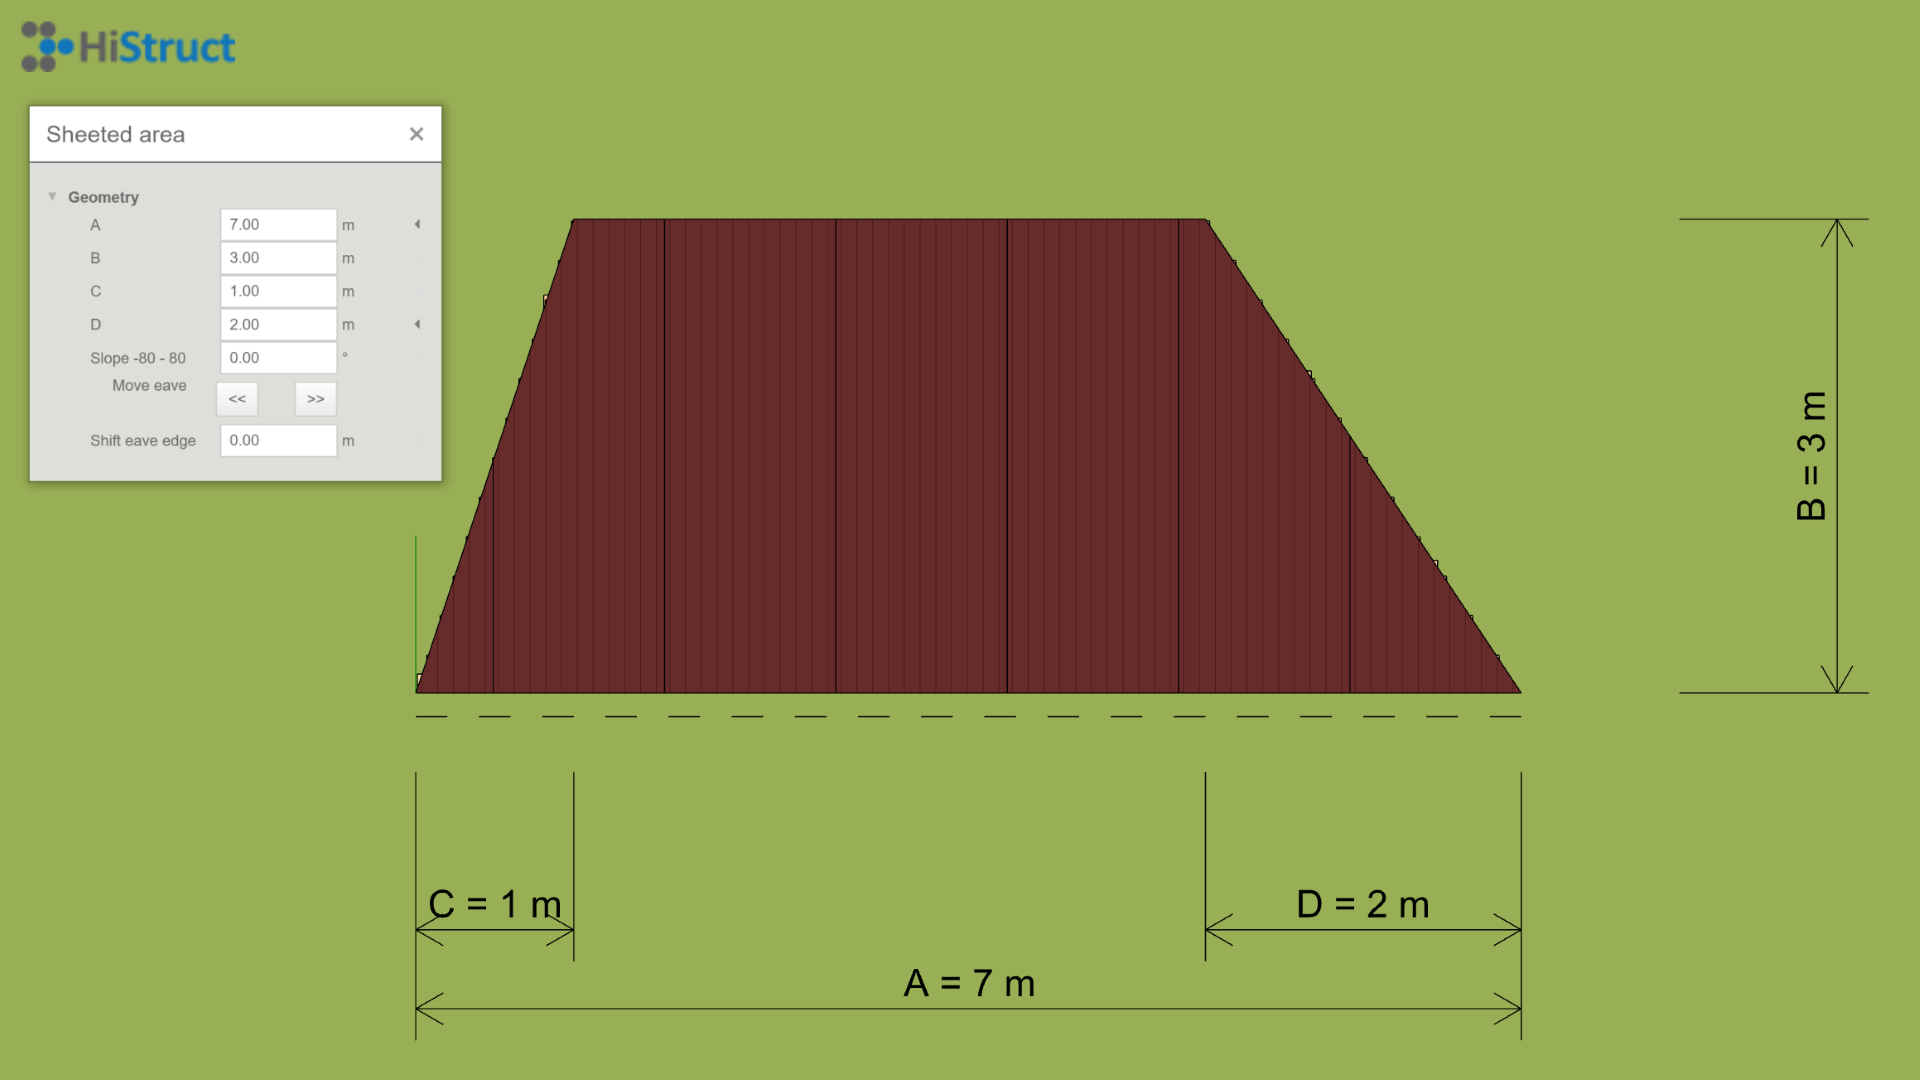 HiStruct
Sheeted area ×
Geometry
A 7.00 m
B 3.00 m
C 1.00 m
D 2.00 m
Slope -80 - 80 0.00 °
Move eave << >>
Shift eave edge 0.00 m
B = 3 m
C = 1 m
D = 2 m
A = 7 m